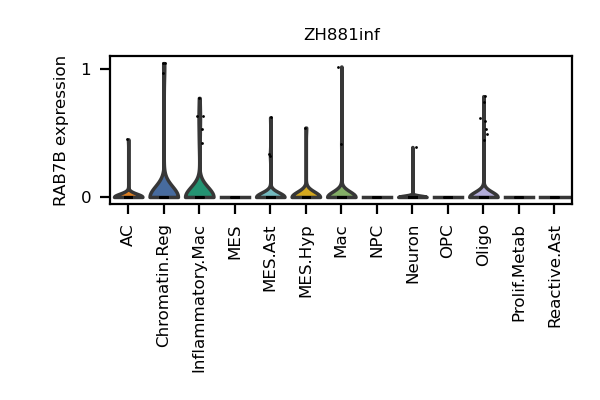 ZH881inf
RAB7B expression
1
0
AC
Chromatin.Reg
Inflammatory.Mac
MES
MES.Ast
MES.Hyp
Mac
NPC
Neuron
OPC
Oligo
Prolif.Metab
Reactive.Ast